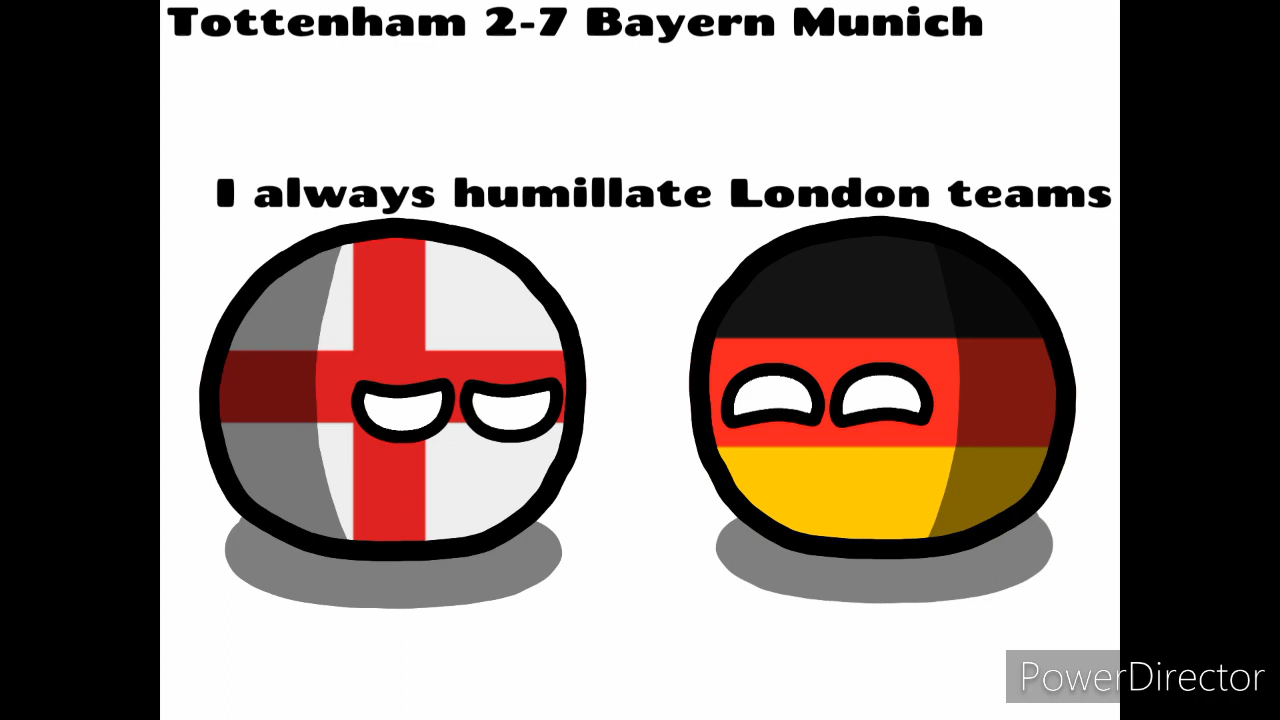 Tottenham 2-7 Bayern Munich
I always humillate London teams
PowerDirector